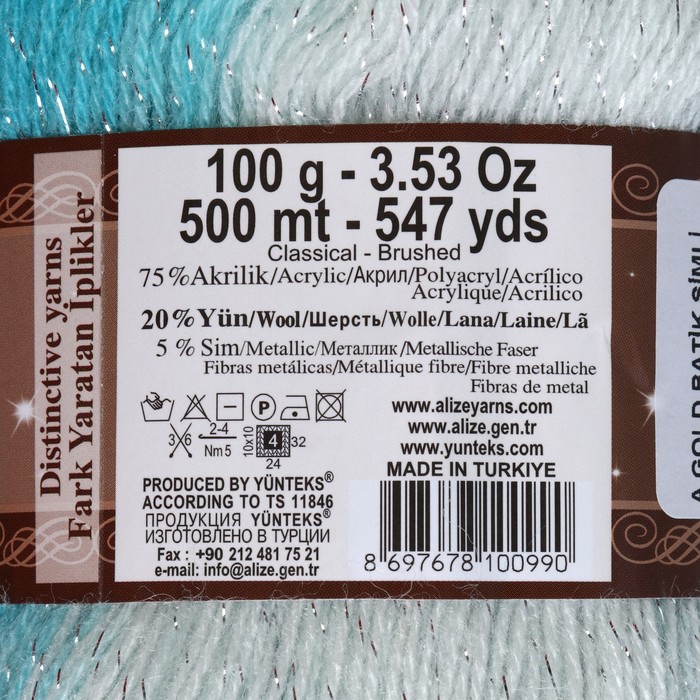 Distinctive yarns
Fark Yaratan İplikler
100 g - 3.53 Oz
500 mt - 547 yds
Classical - Brushed
75 % Akrilik/Acrylic/Акрил/Polyacryl/Acrílico
Acrylique/Acrilico
20 % Yün/Wool/Шерсть/Wolle/Lana/Laine/Lã
5 % Sim/Metallic/Металлик/Metallische Faser
Fibras metálicas/Métallique fibre/Fibre metalliche
Fibras de metal
P
3 6
2-4
Nm 5
10x10
4
32
24
www.alizeyarns.com
www.alize.gen.tr
www.yunteks.com
MADE IN TURKIYE
PRODUCED BY YÜNTEKS®
ACCORDING TO TS 11846
ПРОДУКЦИЯ YÜNTEKS®
ИЗГОТОВЛЕНО В ТУРЦИИ
Fax : +90 212 481 75 21
e-mail: info@alize.gen.tr
8 697678 100990